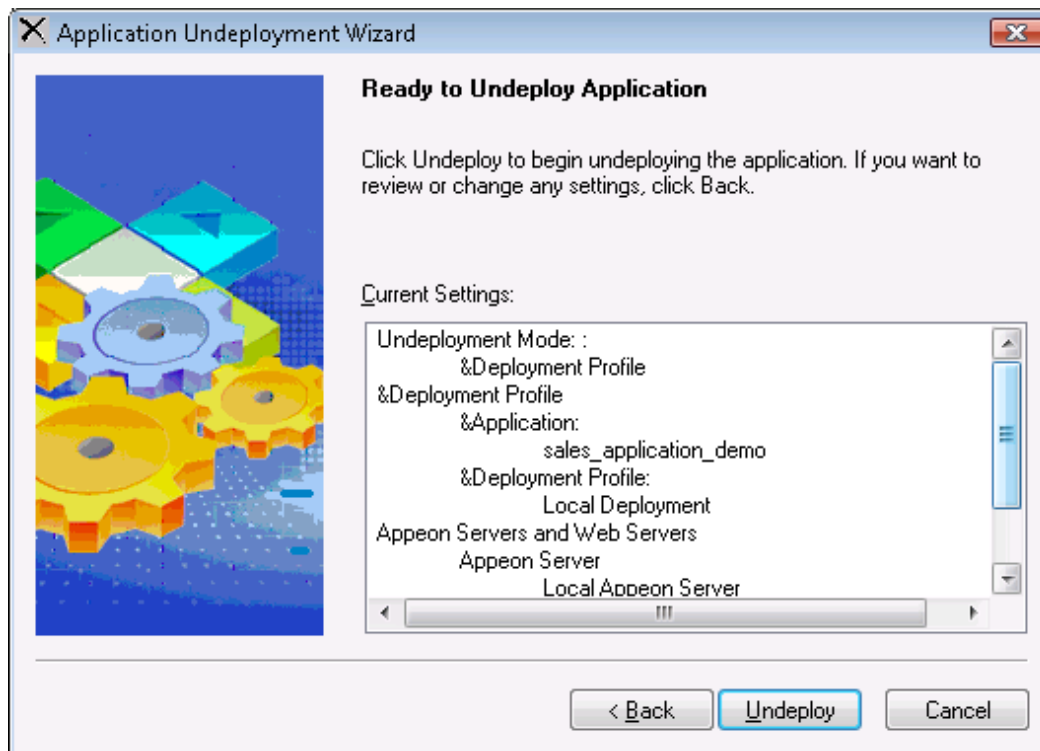 Application Undeployment Wizard
Ready to Undeploy Application
Click Undeploy to begin undeploying the application. If you want to
review or change any settings, click Back.
Current Settings:
Undeployment Mode: :
&Deployment Profile
&Deployment Profile
&Application:
sales_application_demo
&Deployment Profile:
Local Deployment
Appeon Servers and Web Servers
Appeon Server
Local Appeon Server
< Back
Undeploy
Cancel